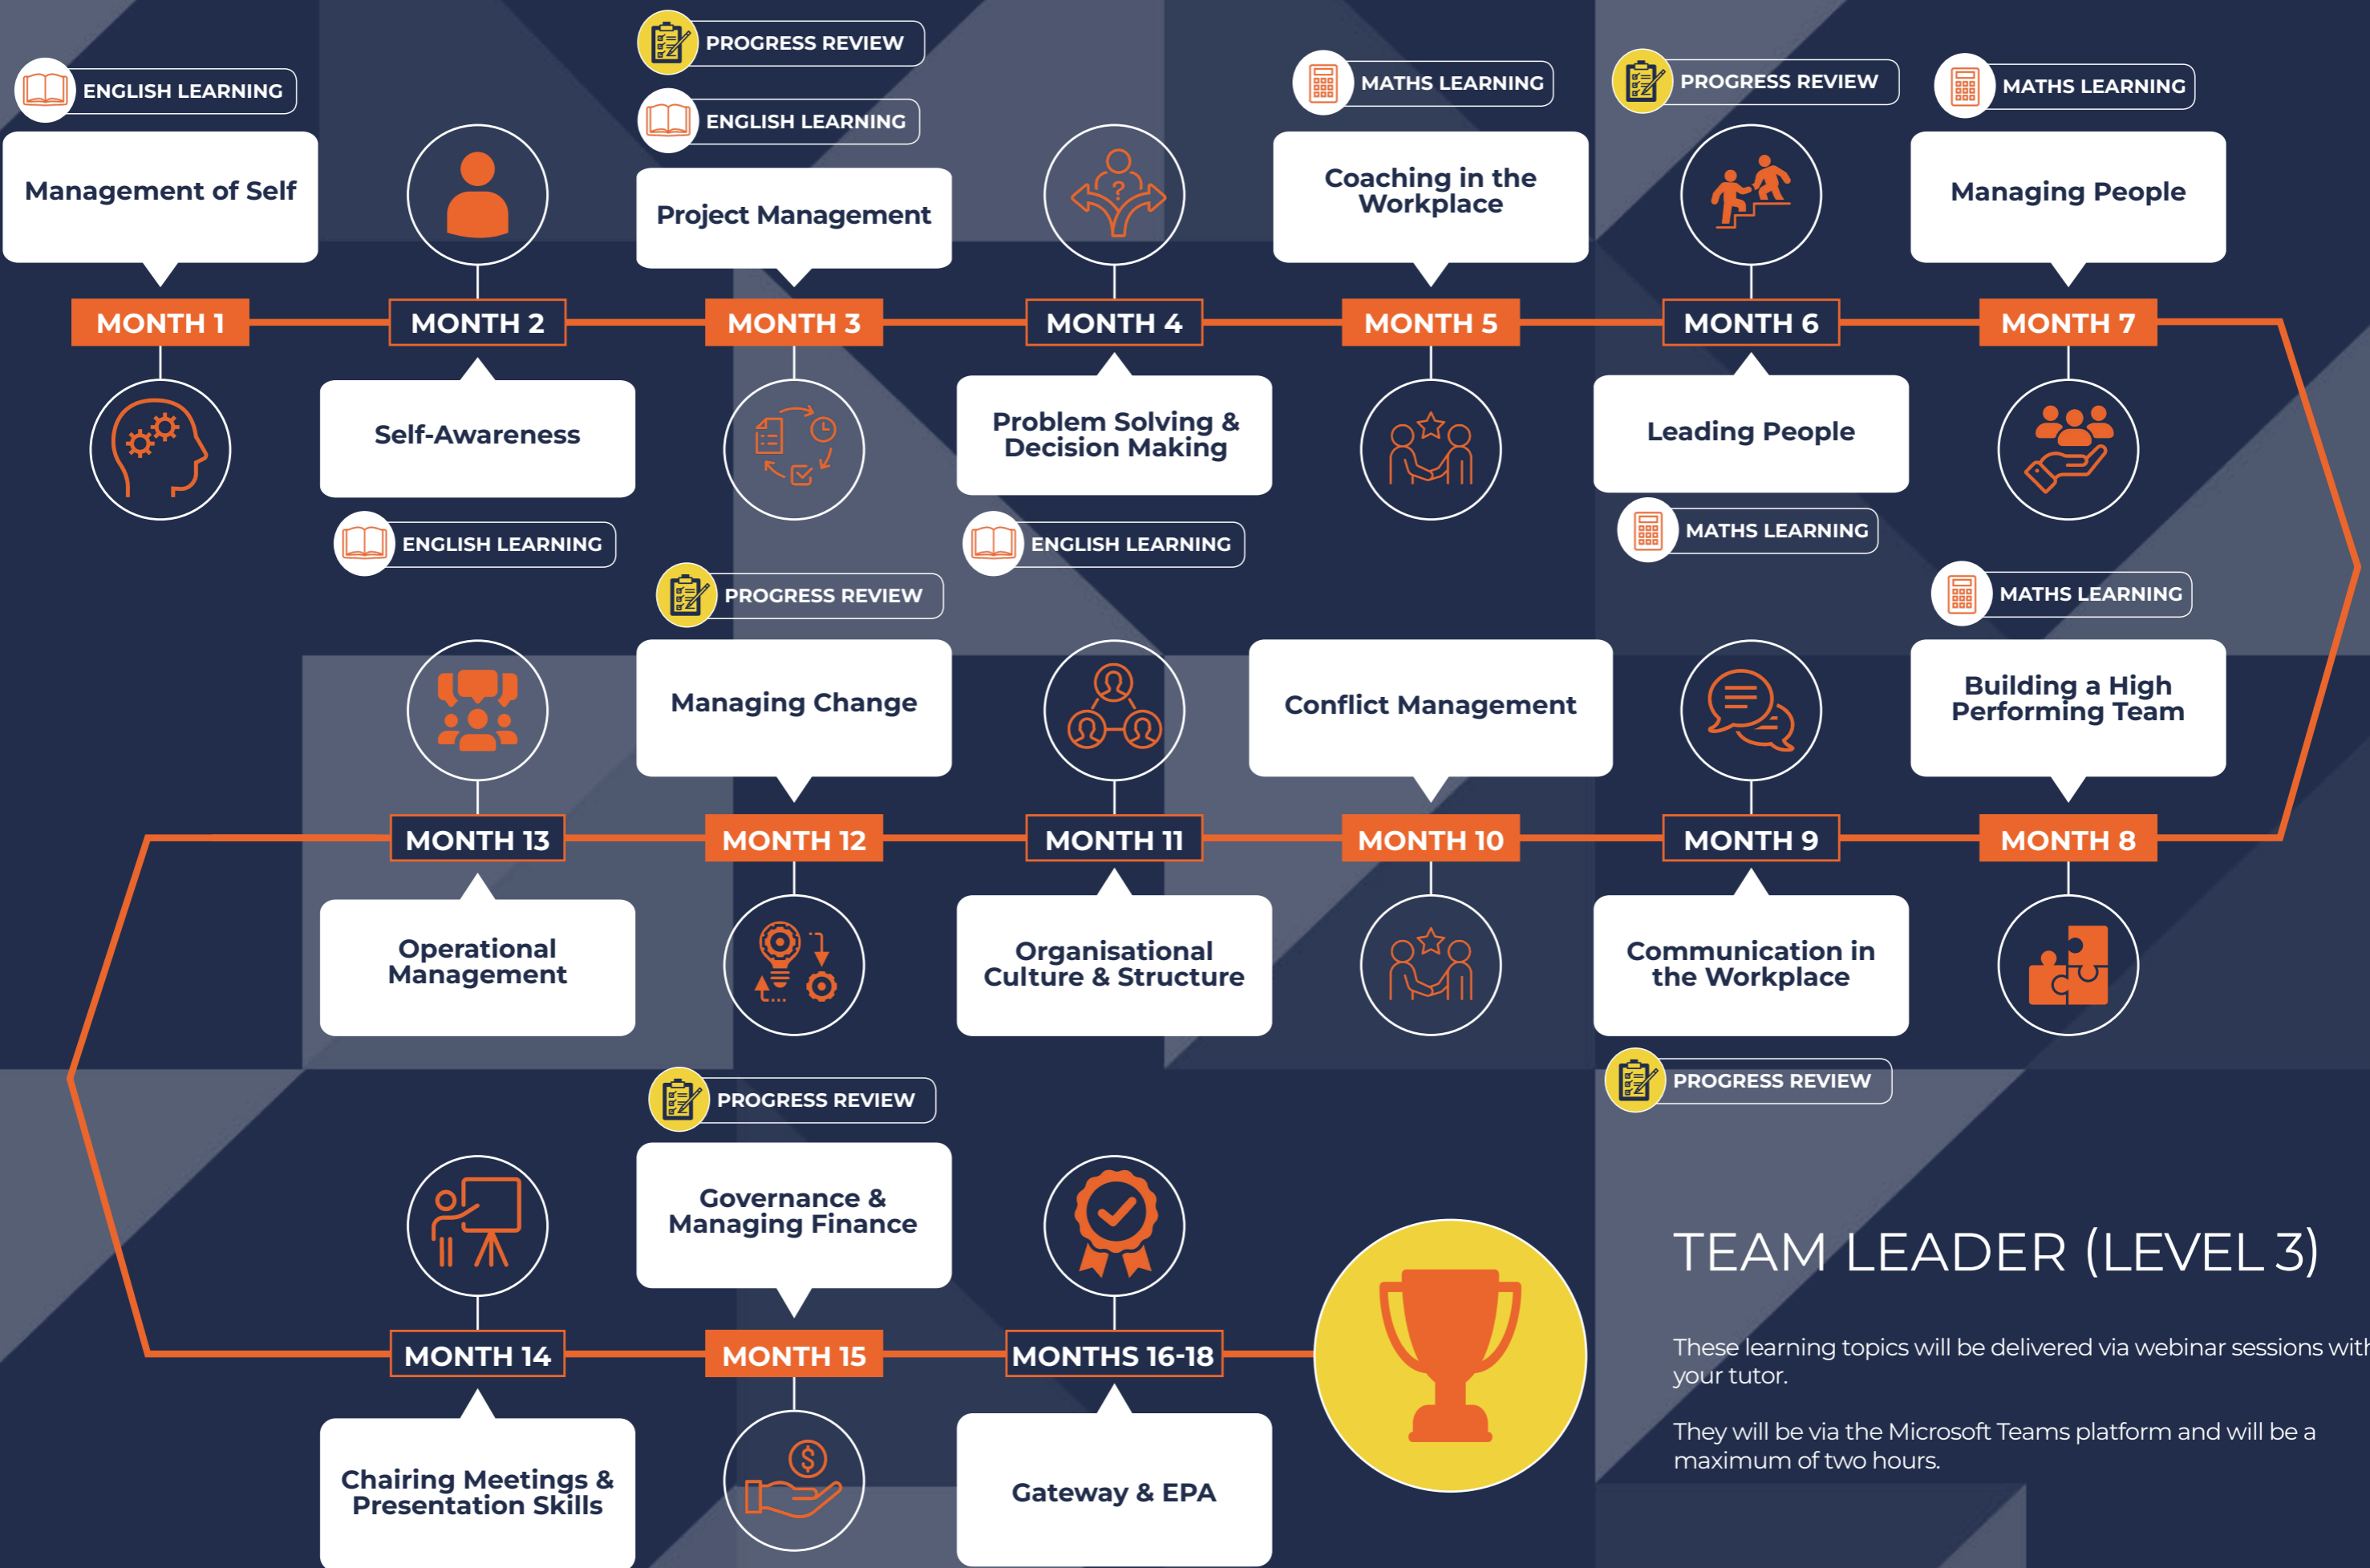 ENGLISH LEARNING
Management of Self
MONTH 1
MONTH 2
Self-Awareness
ENGLISH LEARNING
PROGRESS REVIEW
ENGLISH LEARNING
Project Management
MONTH 3
?
MONTH 4
Problem Solving &
Decision Making
ENGLISH LEARNING
MATHS LEARNING
Coaching in the
Workplace
MONTH 5
PROGRESS REVIEW
MONTH 6
Leading People
MATHS LEARNING
MATHS LEARNING
Managing People
MONTH 7
MATHS LEARNING
Building a High
Performing Team
MONTH 8
MONTH 9
Communication in
the Workplace
PROGRESS REVIEW
Conflict Management
MONTH 10
MONTH 11
Organisational
Culture & Structure
PROGRESS REVIEW
Managing Change
MONTH 12
MONTH 13
Operational
Management
MONTH 14
Chairing Meetings &
Presentation Skills
PROGRESS REVIEW
Governance &
Managing Finance
MONTH 15
$
MONTHS 16-18
Gateway & EPA
TEAM LEADER (LEVEL 3)
These learning topics will be delivered via webinar sessions with
your tutor.
They will be via the Microsoft Teams platform and will be a
maximum of two hours.